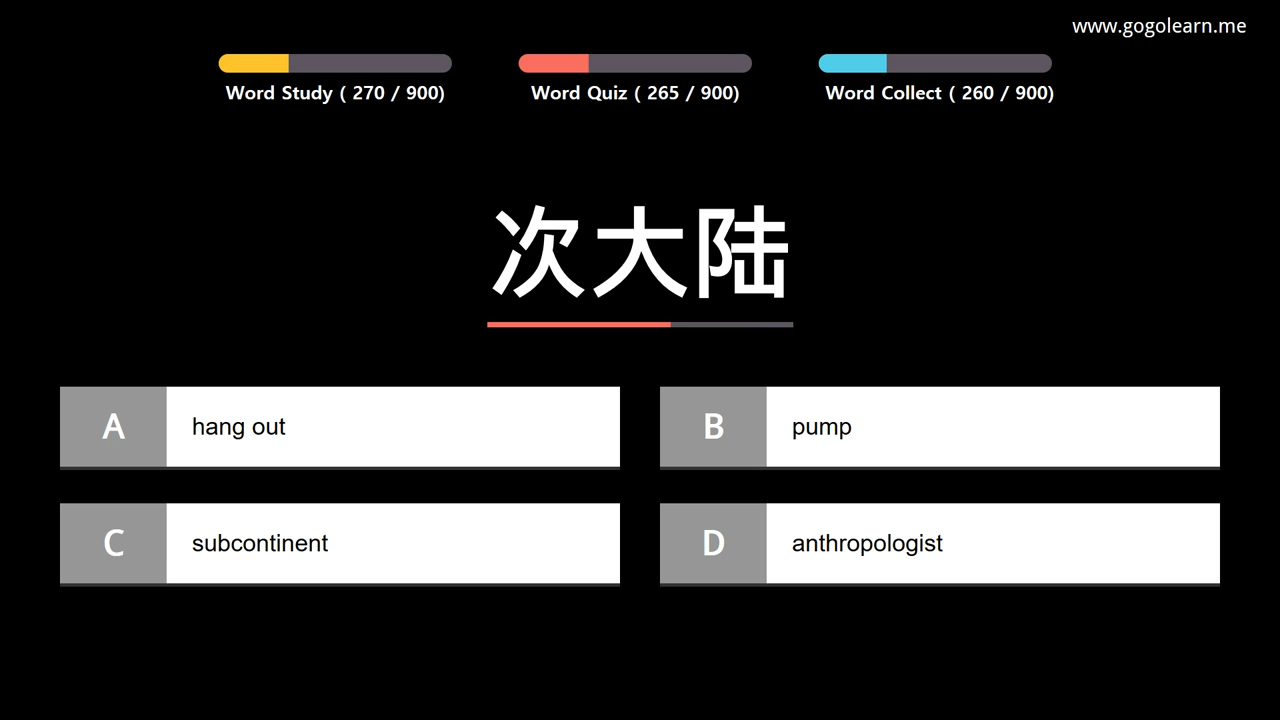 www.gogolearn.me
Word Study ( 270 / 900)
Word Quiz ( 265 / 900)
Word Collect ( 260 / 900)
次大陆
A hang out
B pump
C subcontinent
D anthropologist